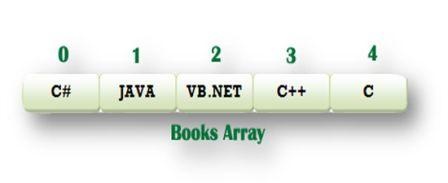 0 1 2 3 4
C# JAVA VB.NET C++ C
Books Array